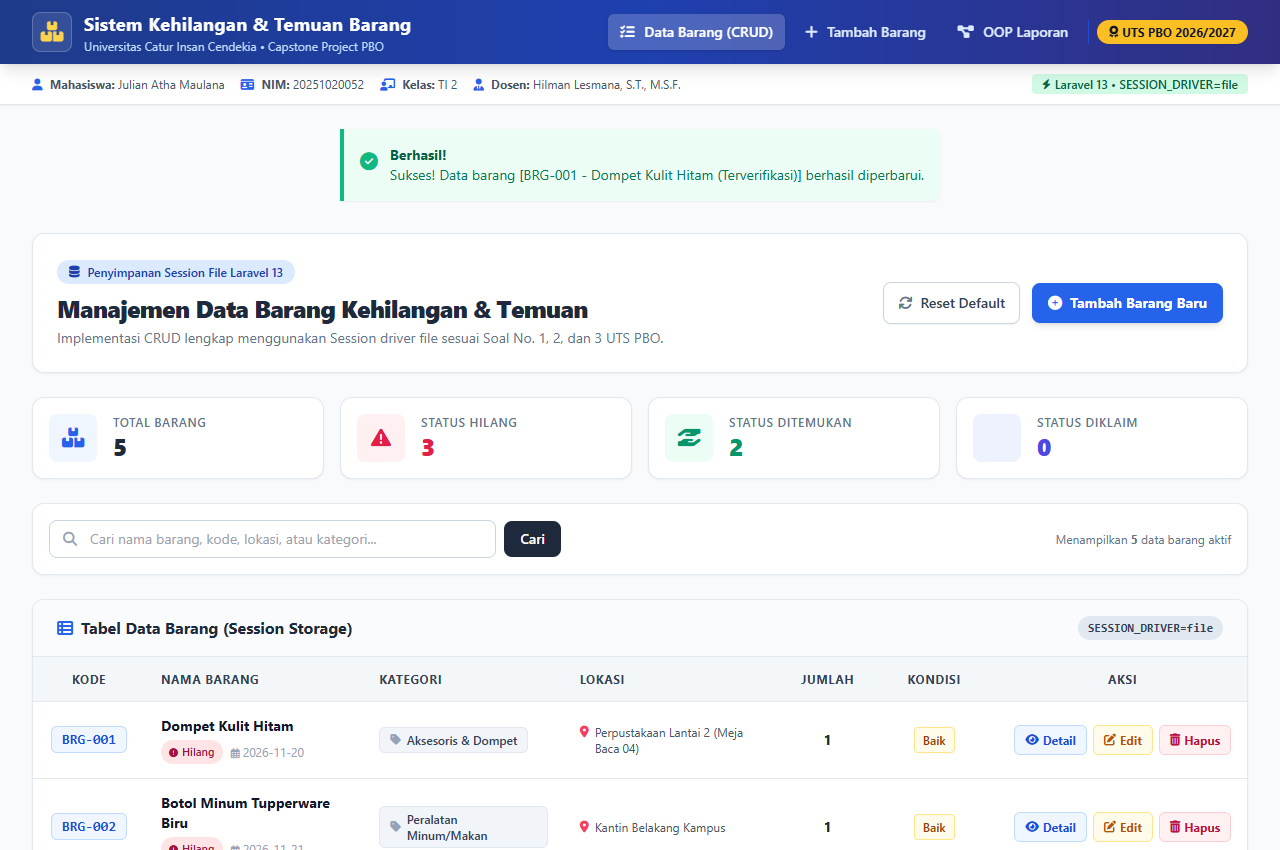 Sistem Kehilangan & Temuan Barang
Universitas Catur Insan Cendekia • Capstone Project PBO
Data Barang (CRUD)
Tambah Barang
OOP Laporan
UTS PBO 2026/2027
Mahasiswa: Julian Atha Maulana
NIM: 20251020052
Kelas: TI 2
Dosen: Hilman Lesmana, S.T., M.S.F.
Laravel 13 • SESSION_DRIVER=file
Berhasil!
Sukses! Data barang [BRG-001 - Dompet Kulit Hitam (Terverifikasi)] berhasil diperbarui.
Penyimpanan Session File Laravel 13
Manajemen Data Barang Kehilangan & Temuan
Implementasi CRUD lengkap menggunakan Session driver file sesuai Soal No. 1, 2, dan 3 UTS PBO.
Reset Default
Tambah Barang Baru
TOTAL BARANG
5
STATUS HILANG
3
STATUS DITEMUKAN
2
STATUS DIKLAIM
0
Cari nama barang, kode, lokasi, atau kategori...
Cari
Menampilkan 5 data barang aktif
Tabel Data Barang (Session Storage)
SESSION_DRIVER=file
KODE NAMA BARANG KATEGORI LOKASI JUMLAH KONDISI AKSI
BRG-001
Dompet Kulit Hitam
Hilang 2026-11-20
Aksesoris & Dompet
Perpustakaan Lantai 2 (Meja
Baca 04)
1
Baik
Detail Edit Hapus
BRG-002
Botol Minum Tupperware
Biru
Hilang 2026-11-21
Peralatan
Minum/Makan
Kantin Belakang Kampus
1
Baik
Detail Edit Hapus